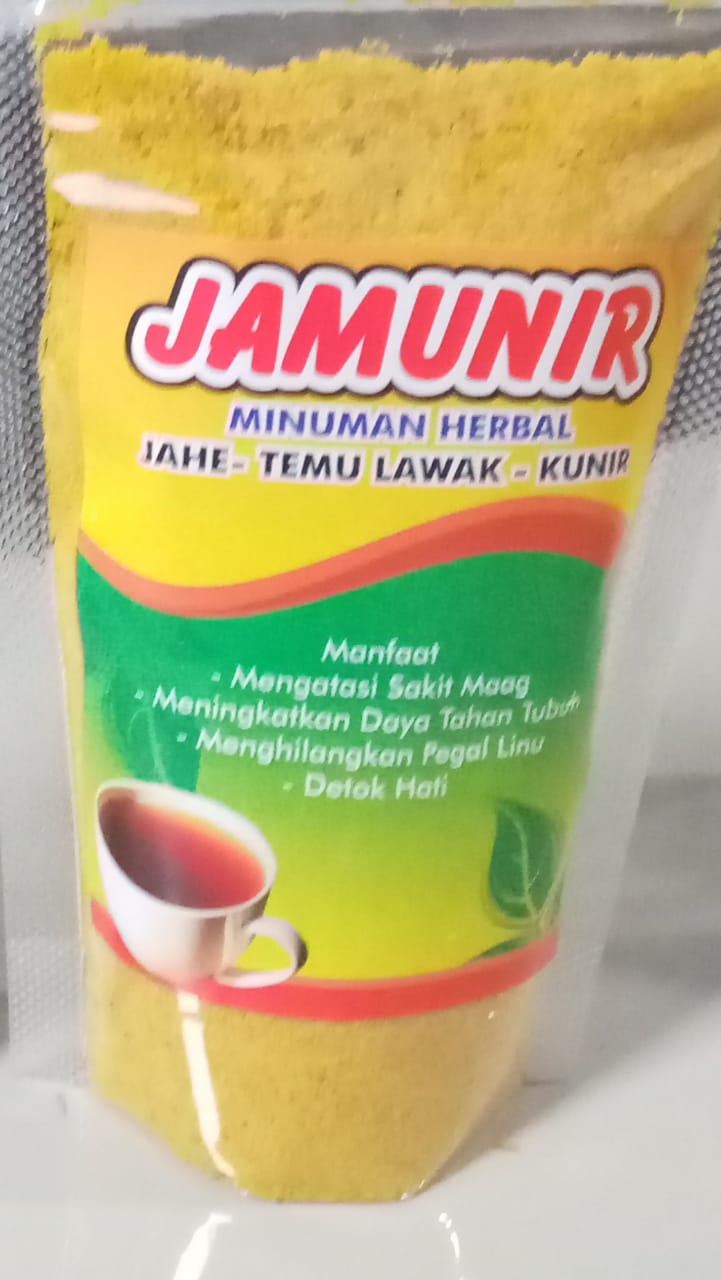 JAMUNIR
MINUMAN HERBAL
JAHE- TEMU LAWAK - KUNIR
Manfaat
- Mengatasi Sakit Maag
- Meningkatkan Daya Tahan Tubuh
- Menghilangkan Pegal Linu
- Detok Hati